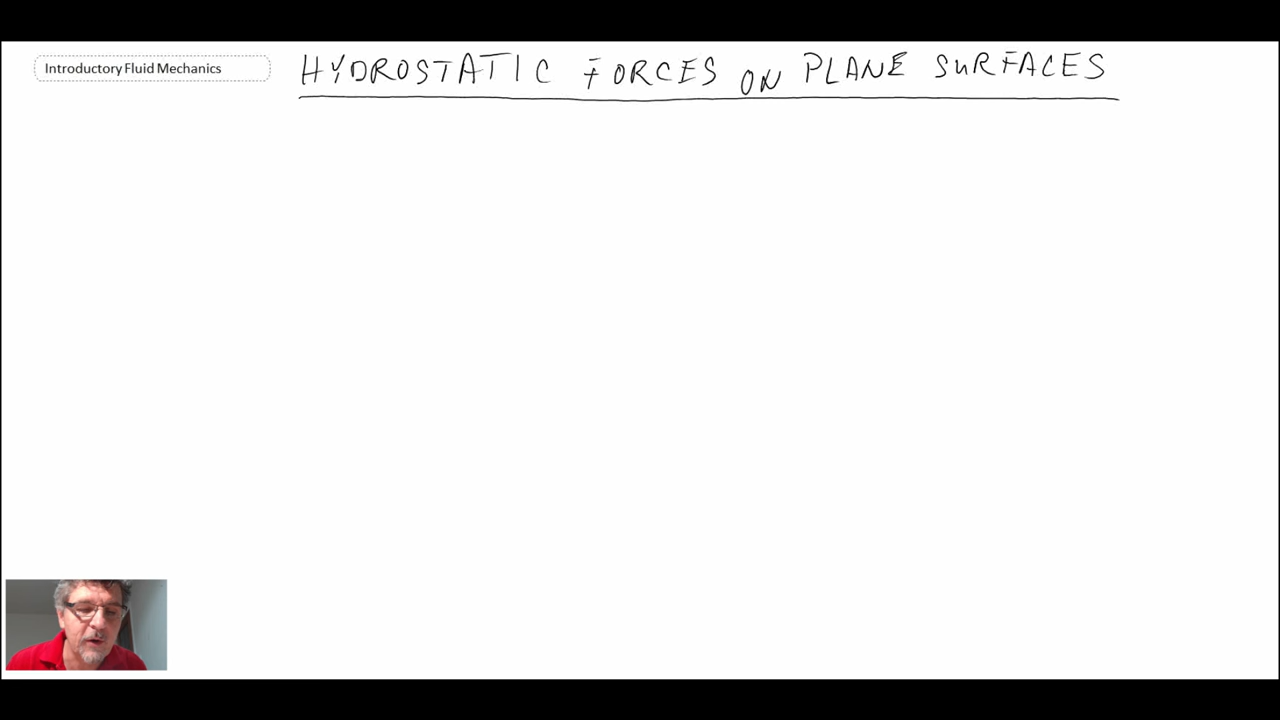 Introductory Fluid Mechanics
HYDROSTATIC FORCES ON PLANE SURFACES